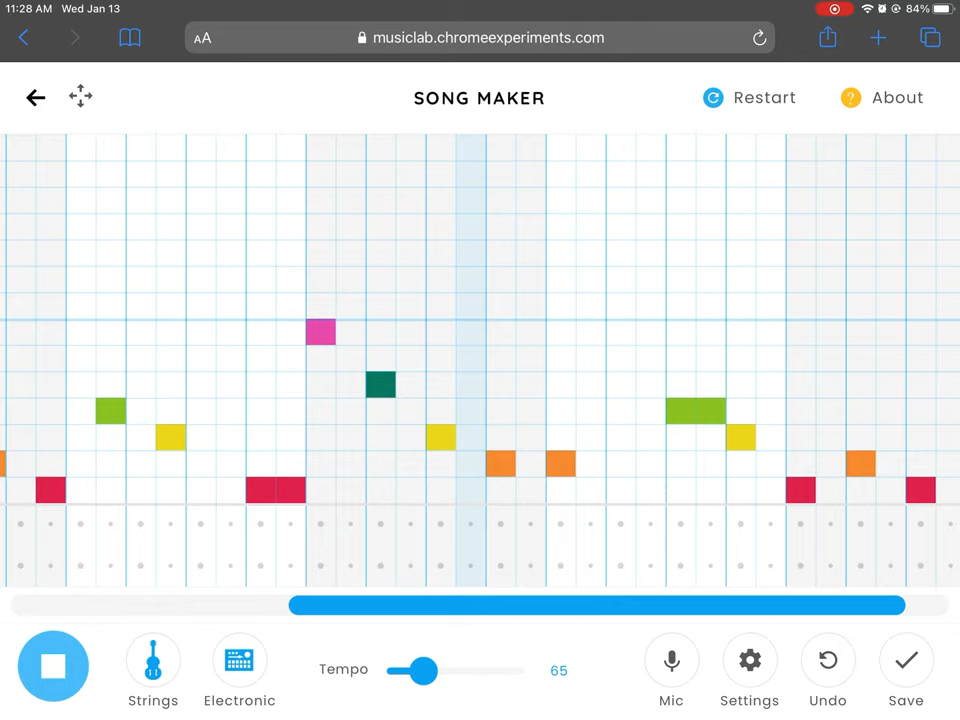 11:28 AM Wed Jan 13
84%
AA
musiclab.chromeexperiments.com
SONG MAKER
Restart
? About
Tempo
65
Strings
Electronic
Mic
Settings
Undo
Save